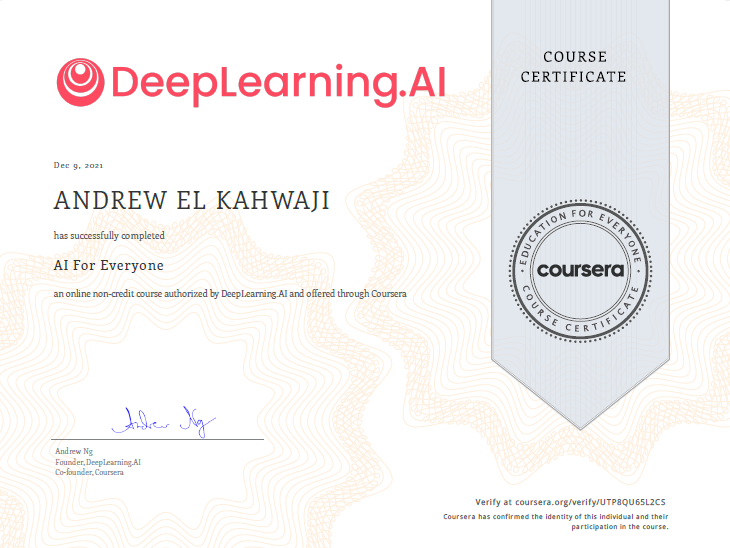 DeepLearning.AI
COURSE
CERTIFICATE
Dec 9, 2021
ANDREW EL KAHWAJI
has successfully completed
AI For Everyone
an online non-credit course authorized by DeepLearning.AI and offered through Coursera
EDUCATION FOR EVERYONE
coursera
COURSE CERTIFICATE
Andrew Ng
Andrew Ng
Founder, DeepLearning.AI
Co-founder, Coursera
Verify at coursera.org/verify/UTP8QU65L2CS
Coursera has confirmed the identity of this individual and their
participation in the course.